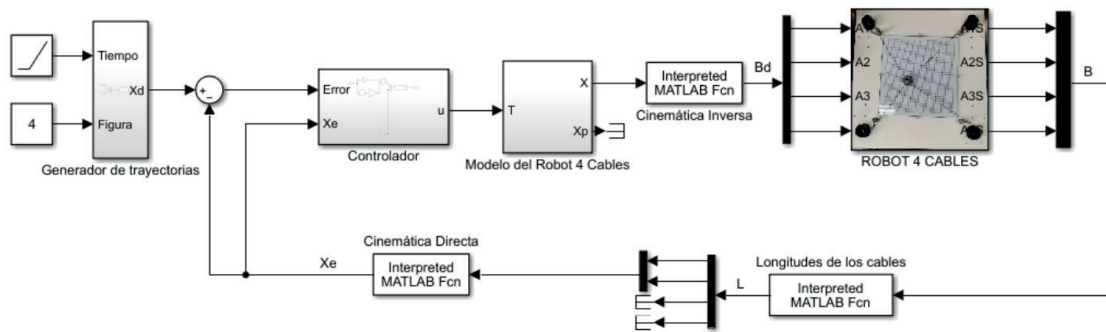 Tiempo
Xd
Figura
4
Generador de trayectorias
+
-
Error
Xe
u
Controlador
T
X
Xp
Modelo del Robot 4 Cables
Interpreted
MATLAB Fcn
Cinemática Inversa
Bd
A2
A3
A2S
A3S
ROBOT 4 CABLES
B
Cinemática Directa
Interpreted
MATLAB Fcn
Xe
L
Longitudes de los cables
Interpreted
MATLAB Fcn